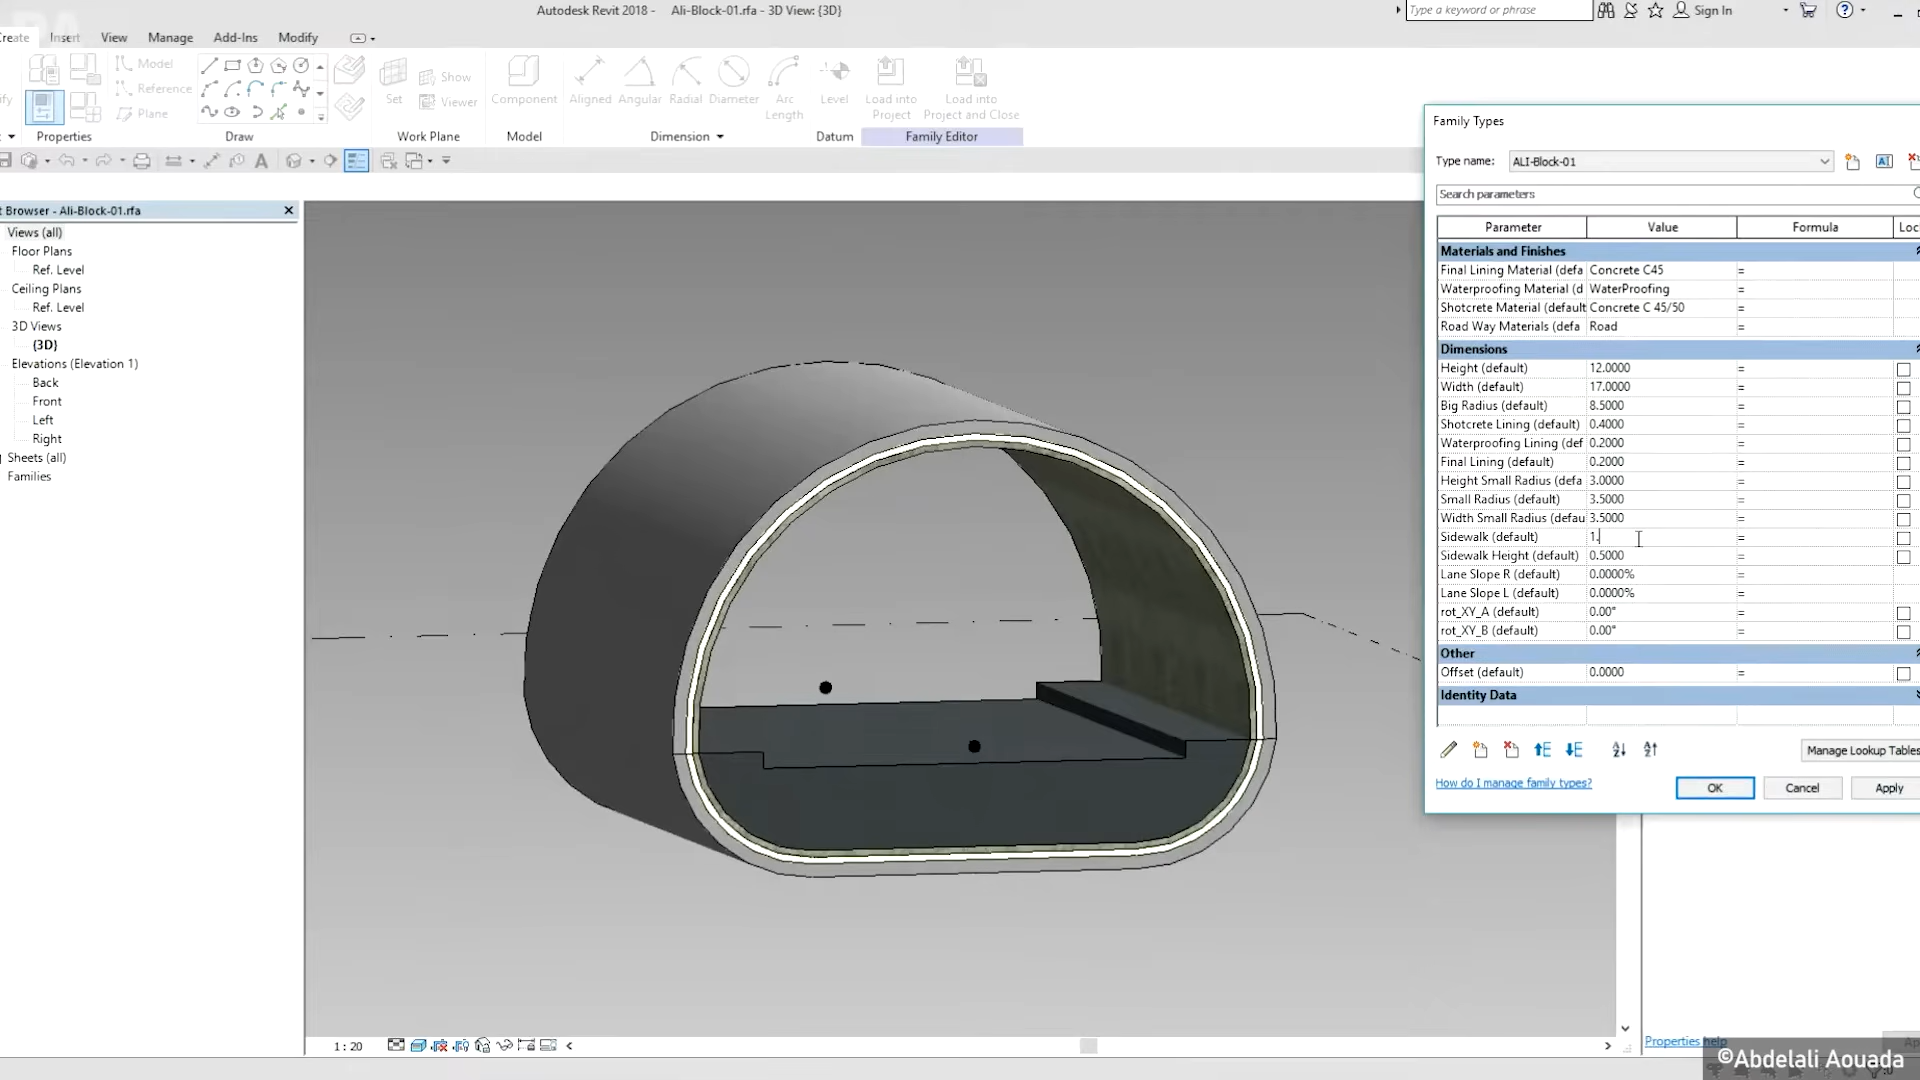 Autodesk Revit 2018 - Ali-Block-01.rfa - 3D View: {3D}
Type a keyword or phrase
Sign In
Create
Insert
View
Manage
Add-Ins
Modify
Model
Reference
Plane
Set
Show
Viewer
Component
Aligned
Angular
Radial
Diameter
Arc
Length
Level
Load into
Project
Load into
Project and Close
Properties
Draw
Work Plane
Model
Dimension
Datum
Family Editor
t Browser - Ali-Block-01.rfa
Views (all)
Floor Plans
Ref. Level
Ceiling Plans
Ref. Level
3D Views
{3D}
Elevations (Elevation 1)
Back
Front
Left
Right
Sheets (all)
Families
1 : 20
Family Types
Type name: ALI-Block-01
Search parameters
Parameter Value Formula Loc
Materials and Finishes
Final Lining Material (defa Concrete C45 =
Waterproofing Material (d WaterProofing =
Shotcrete Material (default Concrete C 45/50 =
Road Way Materials (defa Road =
Dimensions
Height (default) 12.0000 =
Width (default) 17.0000 =
Big Radius (default) 8.5000 =
Shotcrete Lining (default) 0.4000 =
Waterproofing Lining (def 0.2000 =
Final Lining (default) 0.2000 =
Height Small Radius (defa 3.0000 =
Small Radius (default) 3.5000 =
Width Small Radius (defau 3.5000 =
Sidewalk (default) 1. =
Sidewalk Height (default) 0.5000 =
Lane Slope R (default) 0.0000% =
Lane Slope L (default) 0.0000% =
rot_XY_A (default) 0.00° =
rot_XY_B (default) 0.00° =
Other
Offset (default) 0.0000 =
Identity Data
Manage Lookup Tables
How do I manage family types?
OK
Cancel
Apply
Properties help
©Abdelali Aouada